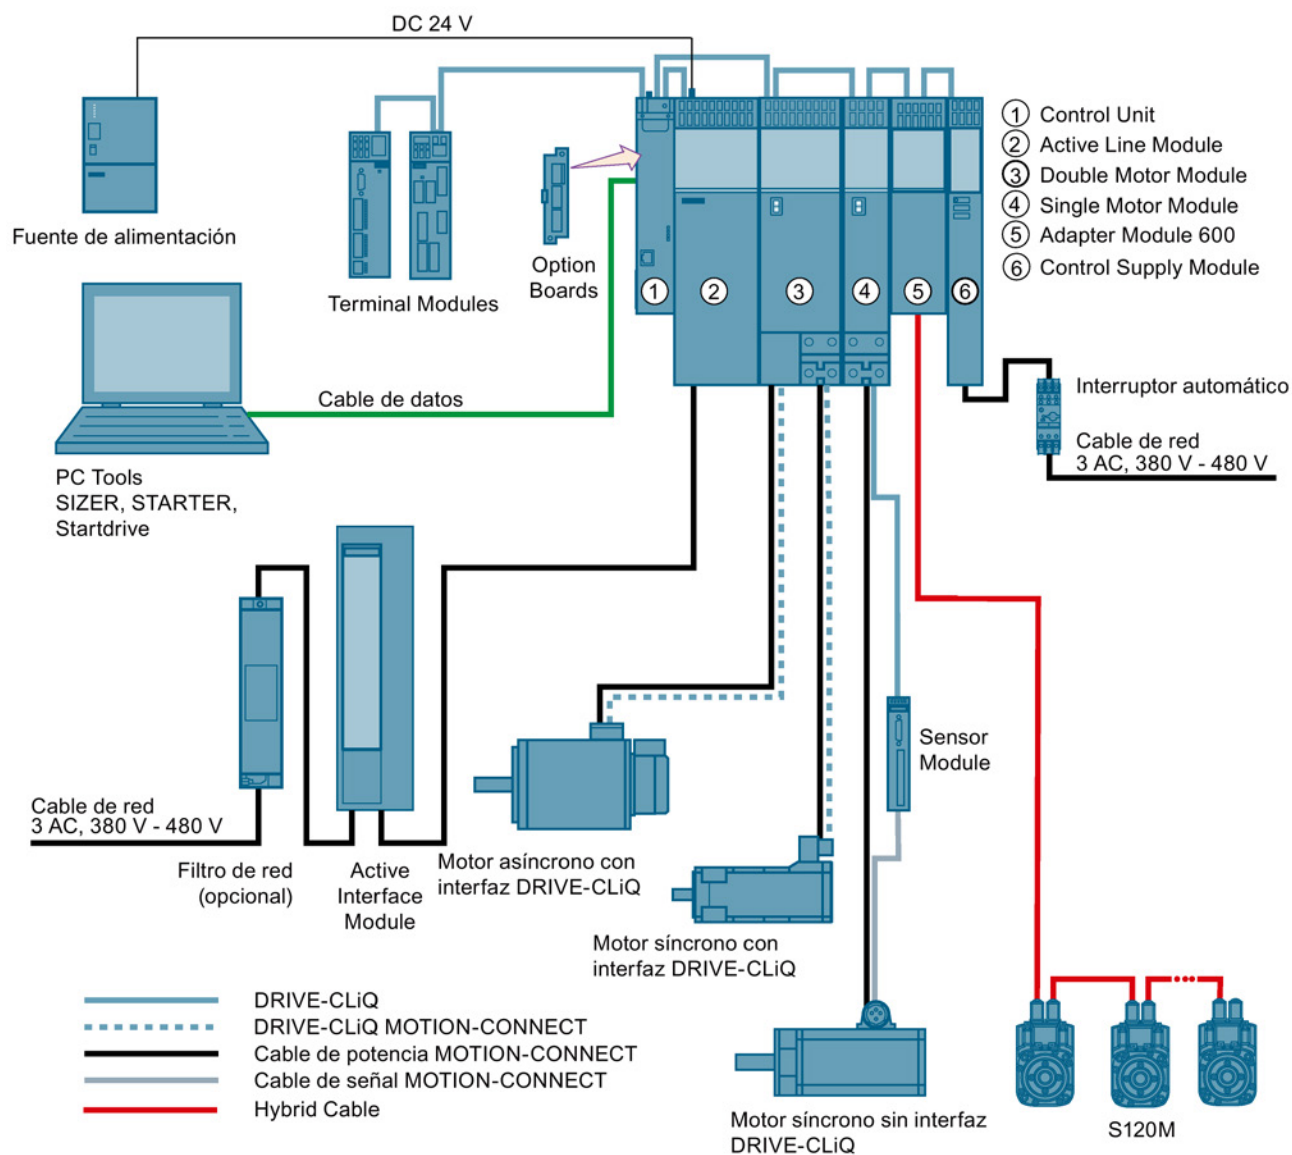 DC 24 V
① Control Unit
② Active Line Module
③ Double Motor Module
④ Single Motor Module
⑤ Adapter Module 600
⑥ Control Supply Module
Fuente de alimentación
Terminal Modules
Option
Boards
① ② ③ ④ ⑤ ⑥
Cable de datos
Interruptor automático
Cable de red
3 AC, 380 V - 480 V
PC Tools
SIZER, STARTER,
Startdrive
Sensor
Module
Cable de red
3 AC, 380 V - 480 V
Filtro de red
(opcional)
Active
Interface
Module
Motor asíncrono con
interfaz DRIVE-CLiQ
Motor síncrono con
interfaz DRIVE-CLiQ
DRIVE-CLiQ
DRIVE-CLiQ MOTION-CONNECT
Cable de potencia MOTION-CONNECT
Cable de señal MOTION-CONNECT
Hybrid Cable
Motor síncrono sin interfaz
DRIVE-CLiQ
S120M